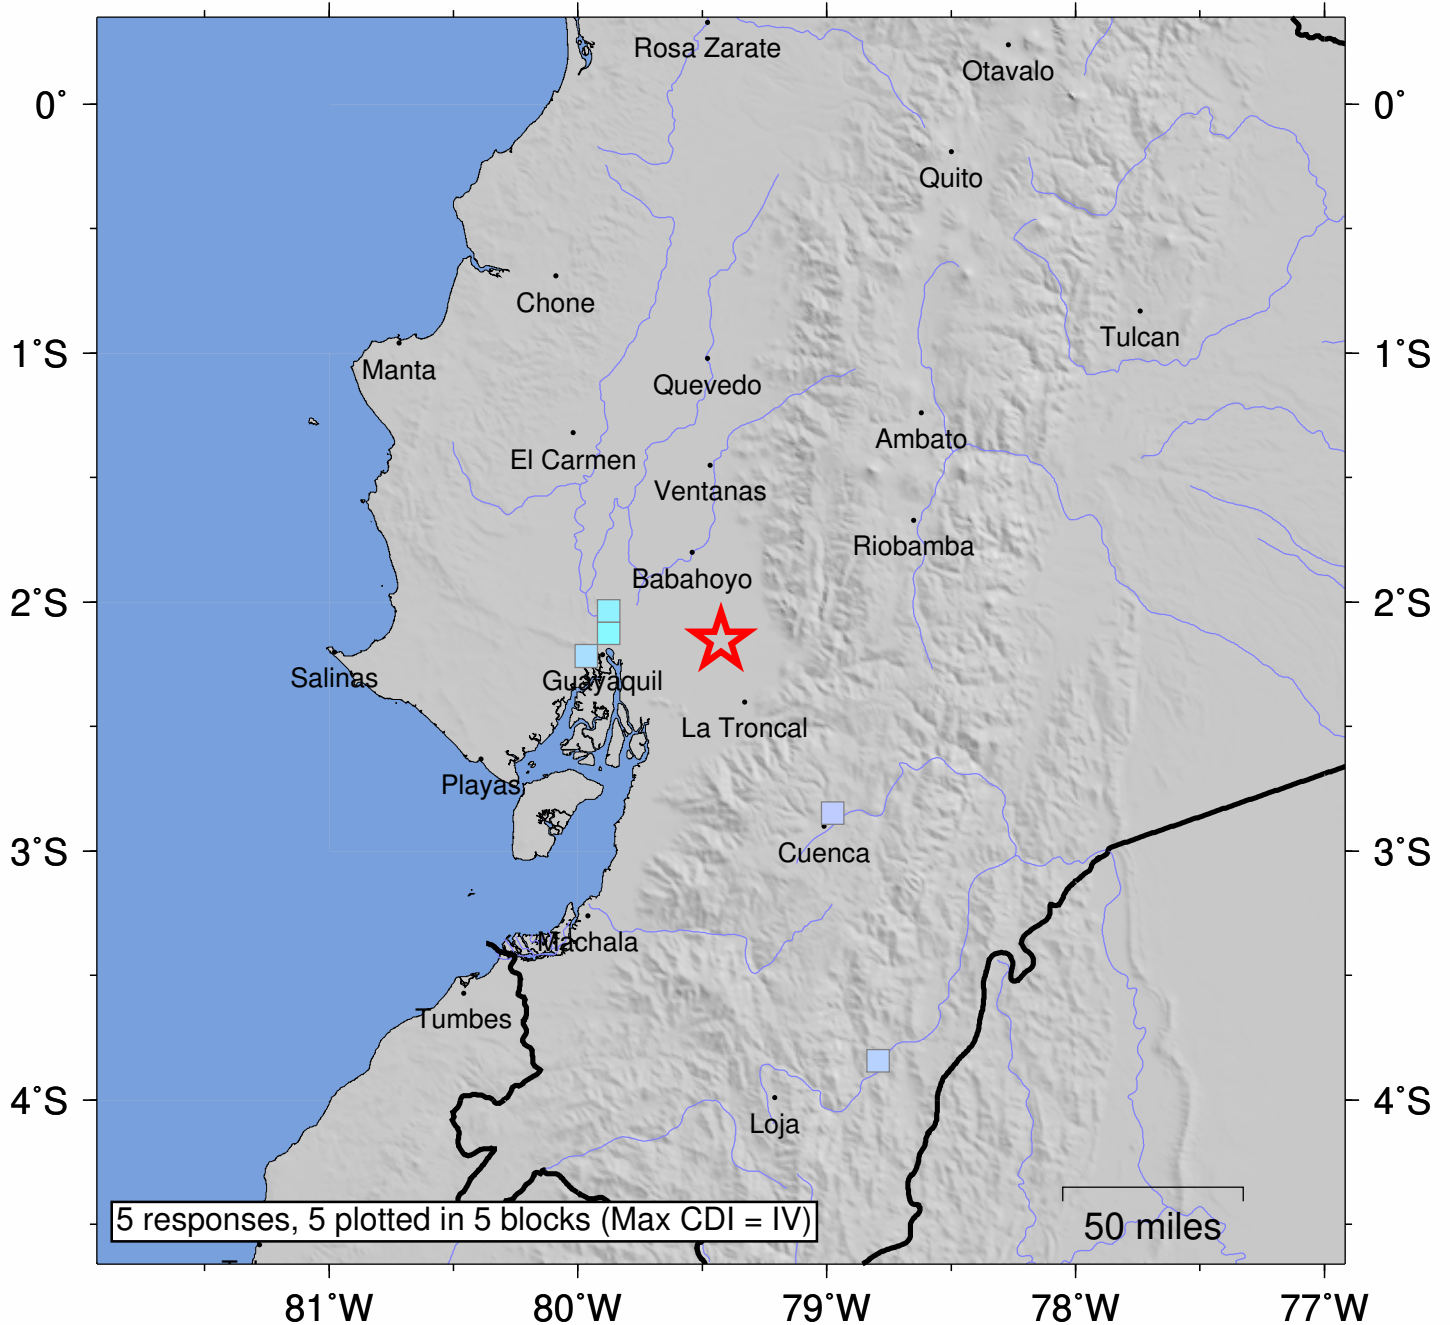 Rosa Zarate
Otavalo
0° 0°
Quito
Chone
Tulcan
1°S 1°S
Manta
Quevedo
Ambato
El Carmen
Ventanas
Riobamba
Babahoyo
2°S 2°S
Salinas
Guayaquil
La Troncal
Playas
3°S 3°S
Cuenca
Machala
Tumbes
4°S 4°S
Loja
5 responses, 5 plotted in 5 blocks (Max CDI = IV)
50 miles
81°W 80°W 79°W 78°W 77°W